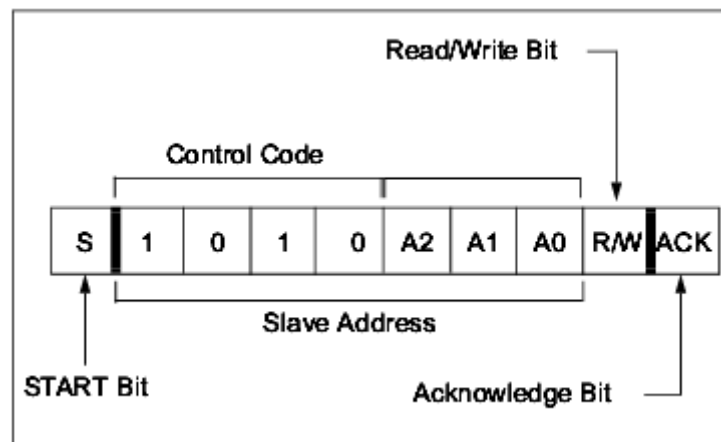 Read/Write Bit
Control Code
S 1 0 1 0 A2 A1 A0 R/W ACK
Slave Address
START Bit
Acknowledge Bit